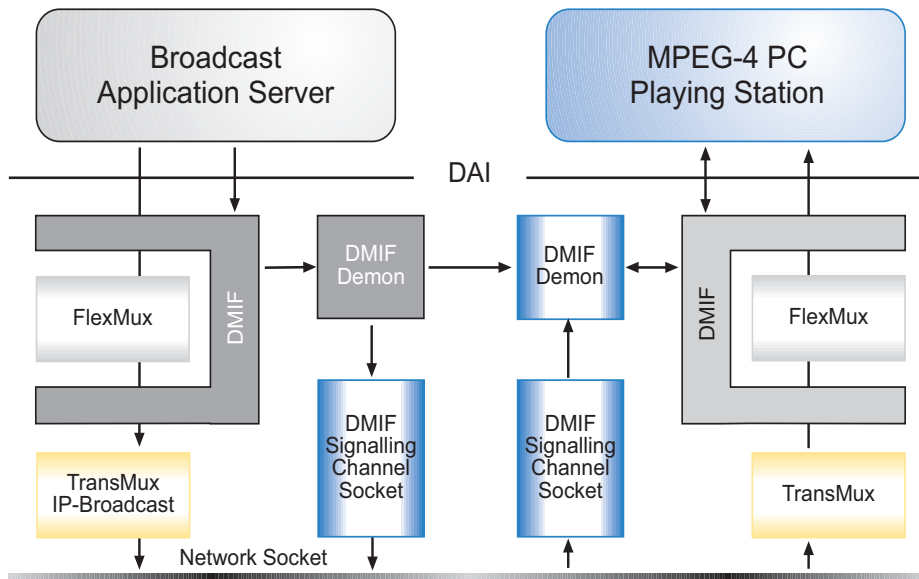 Broadcast
Application Server
MPEG-4 PC
Playing Station
DAI
DMIF
Demon
DMIF
Demon
FlexMux
DMIF
DMIF
FlexMux
DMIF
Signalling
Channel
Socket
DMIF
Signalling
Channel
Socket
TransMux
IP-Broadcast
TransMux
Network Socket